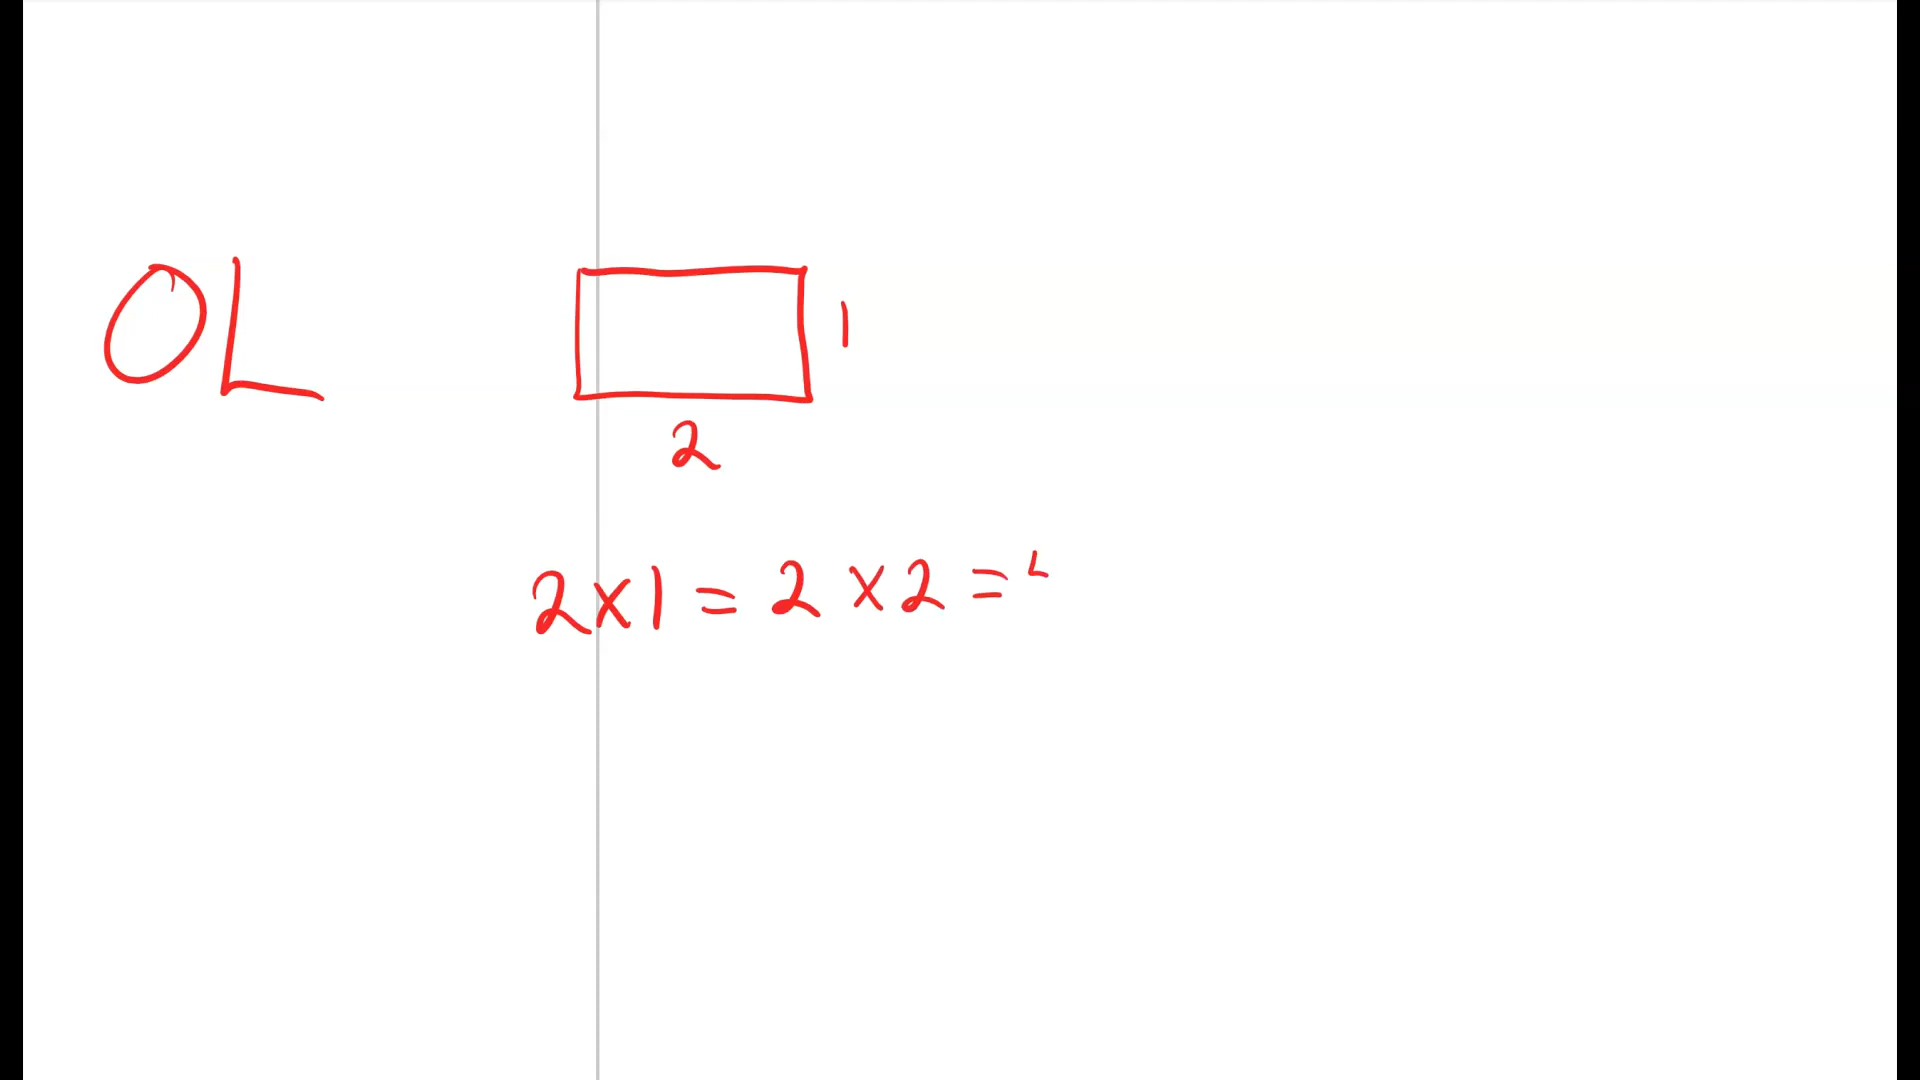 OL
1
2
2x1 = 2 x 2 =